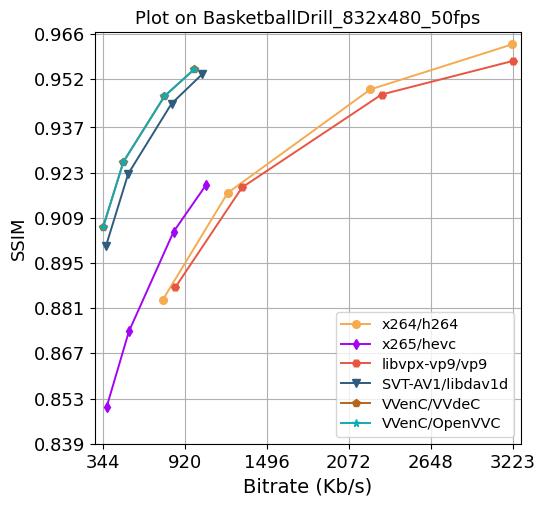 Plot on BasketballDrill_832x480_50fps
0.966
0.952
0.937
0.923
0.909
0.895
0.881
0.867
0.853
0.839
SSIM
x264/h264
x265/hevc
libvpx-vp9/vp9
SVT-AV1/libdav1d
VVenC/VVdeC
VVenC/OpenVVC
344 920 1496 2072 2648 3223
Bitrate (Kb/s)